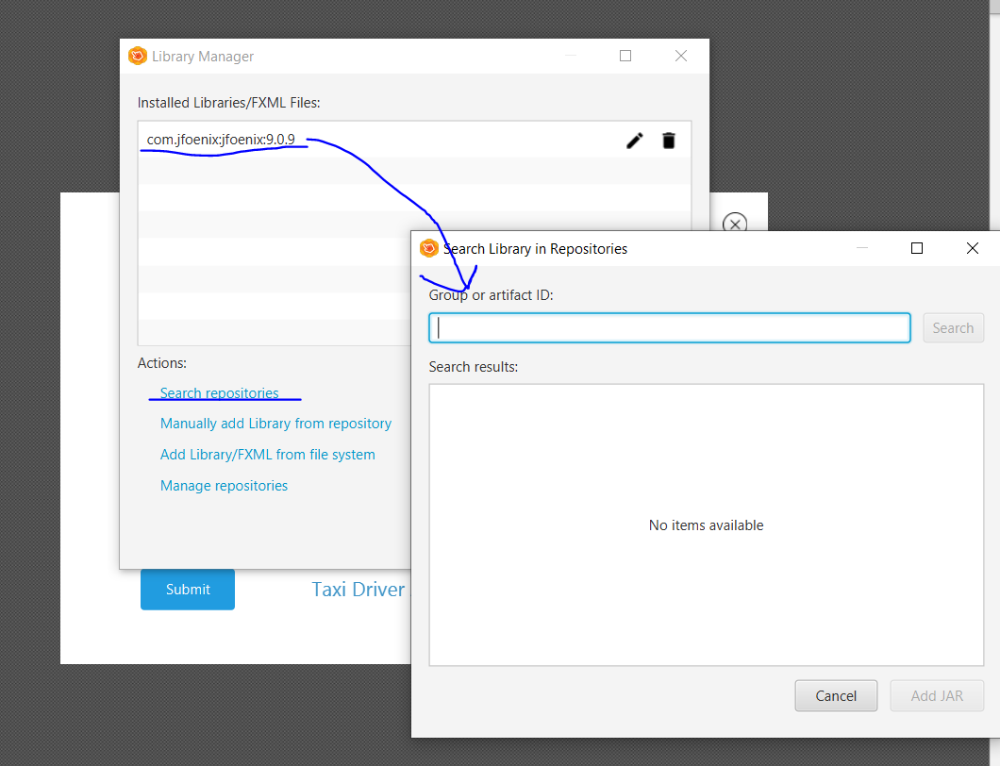 Library Manager
Installed Libraries/FXML Files:
com.jfoenix:jfoenix:9.0.9
Actions:
Search repositories
Manually add Library from repository
Add Library/FXML from file system
Manage repositories
Submit
Taxi Driver
Search Library in Repositories
Group or artifact ID:
Search
Search results:
No items available
Cancel
Add JAR